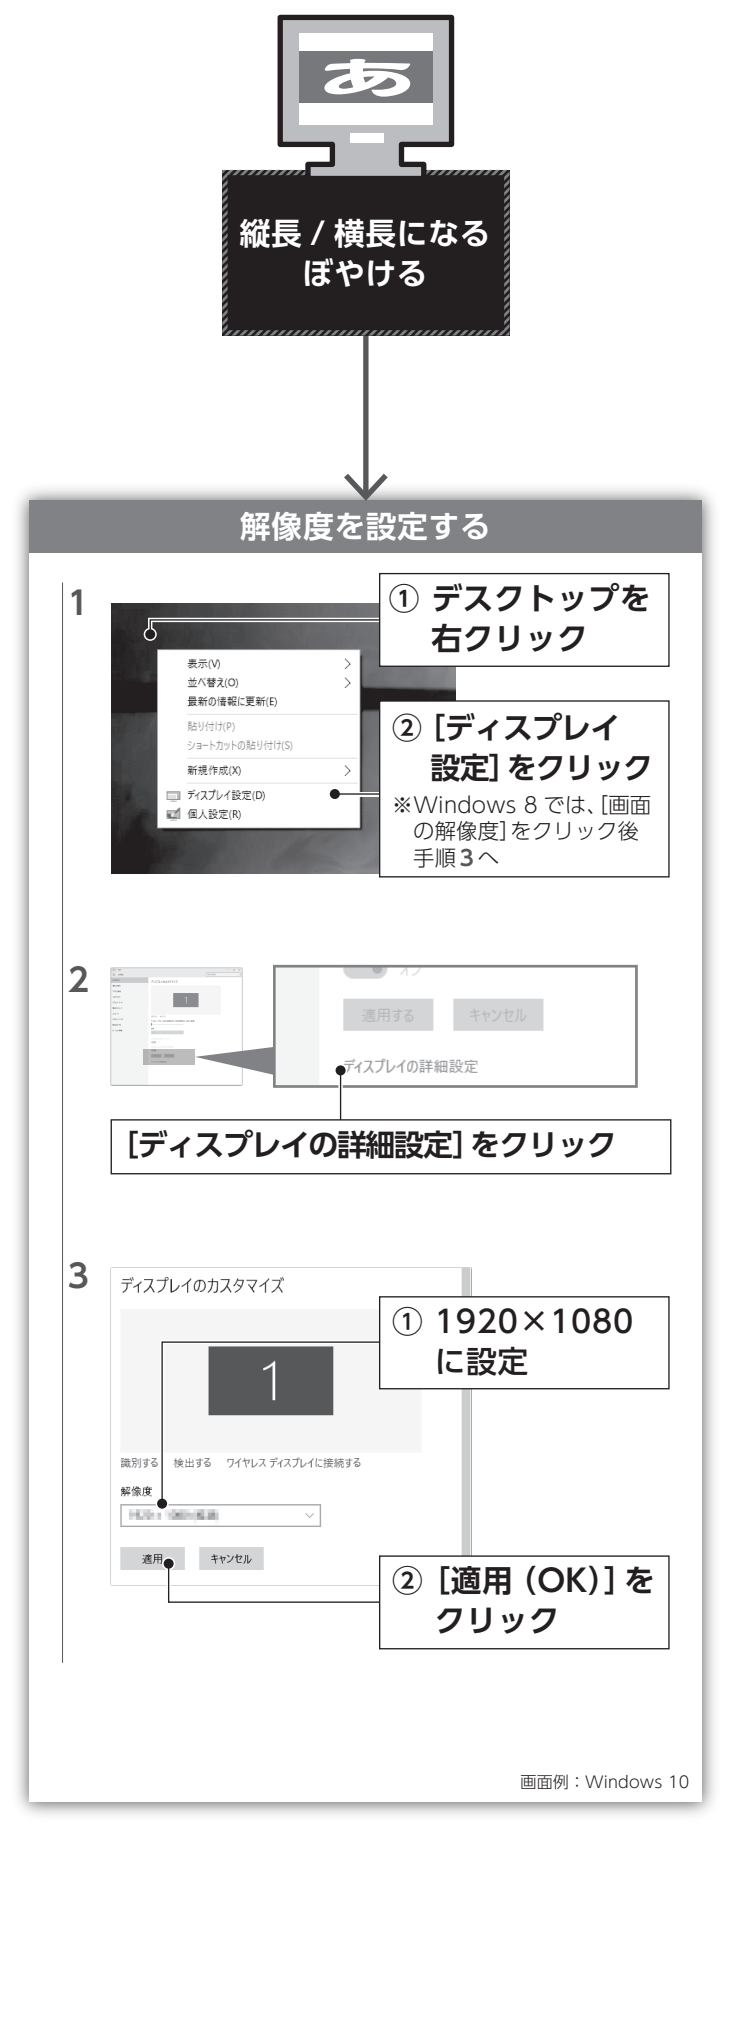 あ
縦長 / 横長になる
ぼやける
解像度を設定する
1
① デスクトップを
右クリック
表示(V)
並べ替え(O)
最新の情報に更新(E)
貼り付け(P)
ショートカットの貼り付け(S)
新規作成(X)
ディスプレイ設定(D)
個人設定(R)
② [ディスプレイ
設定] をクリック
※Windows 8 では、[画面
の解像度] をクリック後
手順 3 へ
2
オフ
適用する
キャンセル
ディスプレイの詳細設定
1
[ディスプレイの詳細設定] をクリック
3
ディスプレイのカスタマイズ
1
① 1920×1080
に設定
識別する 検出する ワイヤレス ディスプレイに接続する
解像度
適用
キャンセル
② [適用 (OK)] を
クリック
画面例：Windows 10